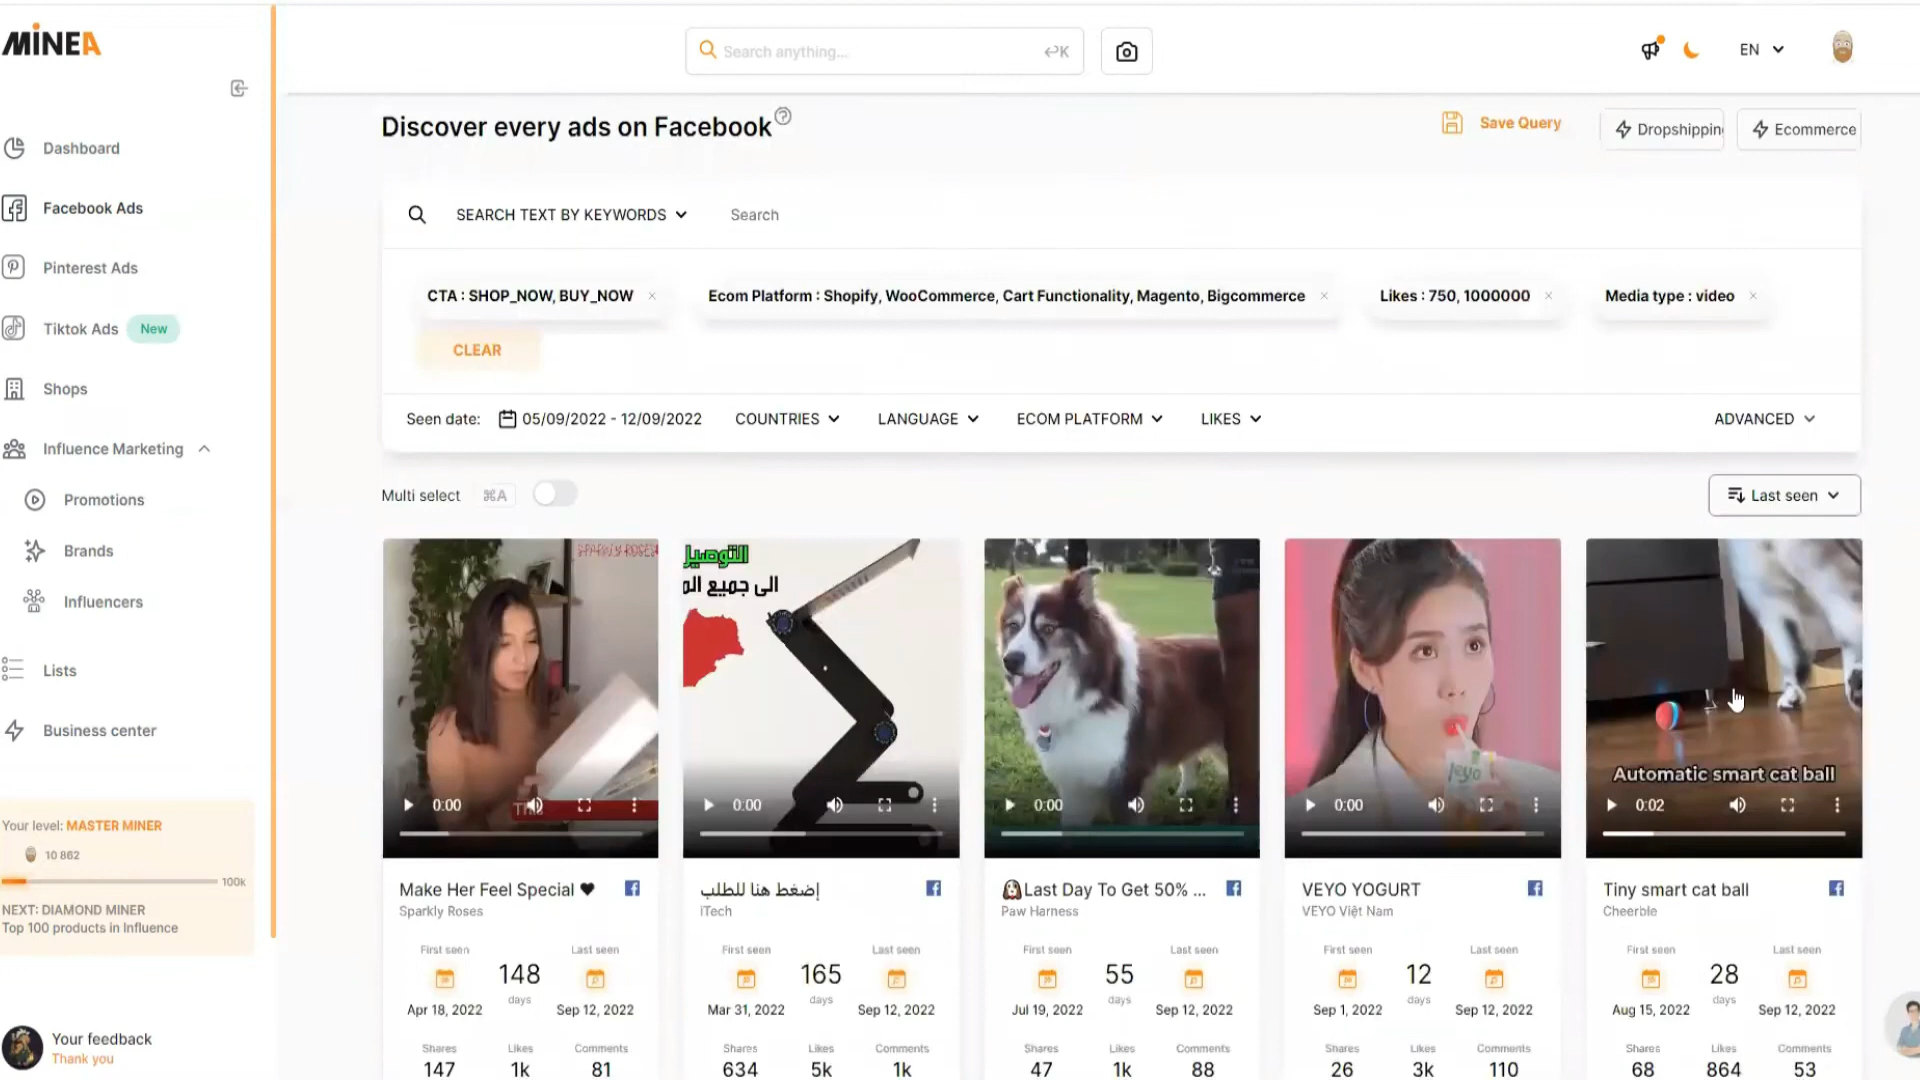 MINEA
Search anything...
K
EN
Dashboard
Facebook Ads
Pinterest Ads
Tiktok Ads New
Shops
Influence Marketing
Promotions
Brands
Influencers
Lists
Business center
Your level: MASTER MINER
10 862
100k
NEXT: DIAMOND MINER
Top 100 products in Influence
Your feedback
Thank you
Discover every ads on Facebook
Save Query
Dropshippin
Ecommerce
SEARCH TEXT BY KEYWORDS
Search
CTA : SHOP_NOW, BUY_NOW ×
Ecom Platform : Shopify, WooCommerce, Cart Functionality, Magento, Bigcommerce ×
Likes : 750, 1000000 ×
Media type : video ×
CLEAR
Seen date: 05/09/2022 - 12/09/2022
COUNTRIES
LANGUAGE
ECOM PLATFORM
LIKES
ADVANCED
Multi select ⌘A
Last seen
SPARKLY ROSES
0:00
Make Her Feel Special ♥
Sparkly Roses
First seen Last seen
148
days
Apr 18, 2022 Sep 12, 2022
Shares Likes Comments
147 1k 81
التوصيل
الى جميع الم
0:00
إضغط هنا للطلب
iTech
First seen Last seen
165
days
Mar 31, 2022 Sep 12, 2022
Shares Likes Comments
634 5k 1k
0:00
Last Day To Get 50% ...
Paw Harness
First seen Last seen
55
days
Jul 19, 2022 Sep 12, 2022
Shares Likes Comments
47 1k 88
leyo
0:00
VEYO YOGURT
VEYO Việt Nam
First seen Last seen
12
days
Sep 1, 2022 Sep 12, 2022
Shares Likes Comments
26 3k 110
Automatic smart cat ball
0:02
Tiny smart cat ball
Cheerble
First seen Last seen
28
days
Aug 15, 2022 Sep 12, 2022
Shares Likes Comments
68 864 53